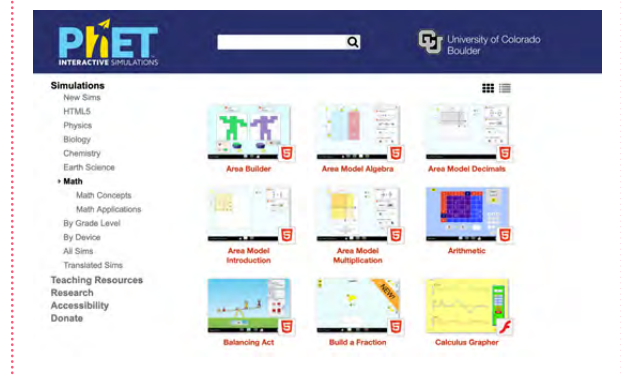 PhET
INTERACTIVE SIMULATIONS
University of Colorado
Boulder
Simulations
New Sims
HTML5
Physics
Biology
Chemistry
Earth Science
Math
Math Concepts
Math Applications
By Grade Level
By Device
All Sims
Translated Sims
Teaching Resources
Research
Accessibility
Donate
Area Builder
Area Model Algebra
Area Model Decimals
Area Model
Introduction
Area Model
Multiplication
Arithmetic
Balancing Act
NEW!
Build a Fraction
Calculus Grapher